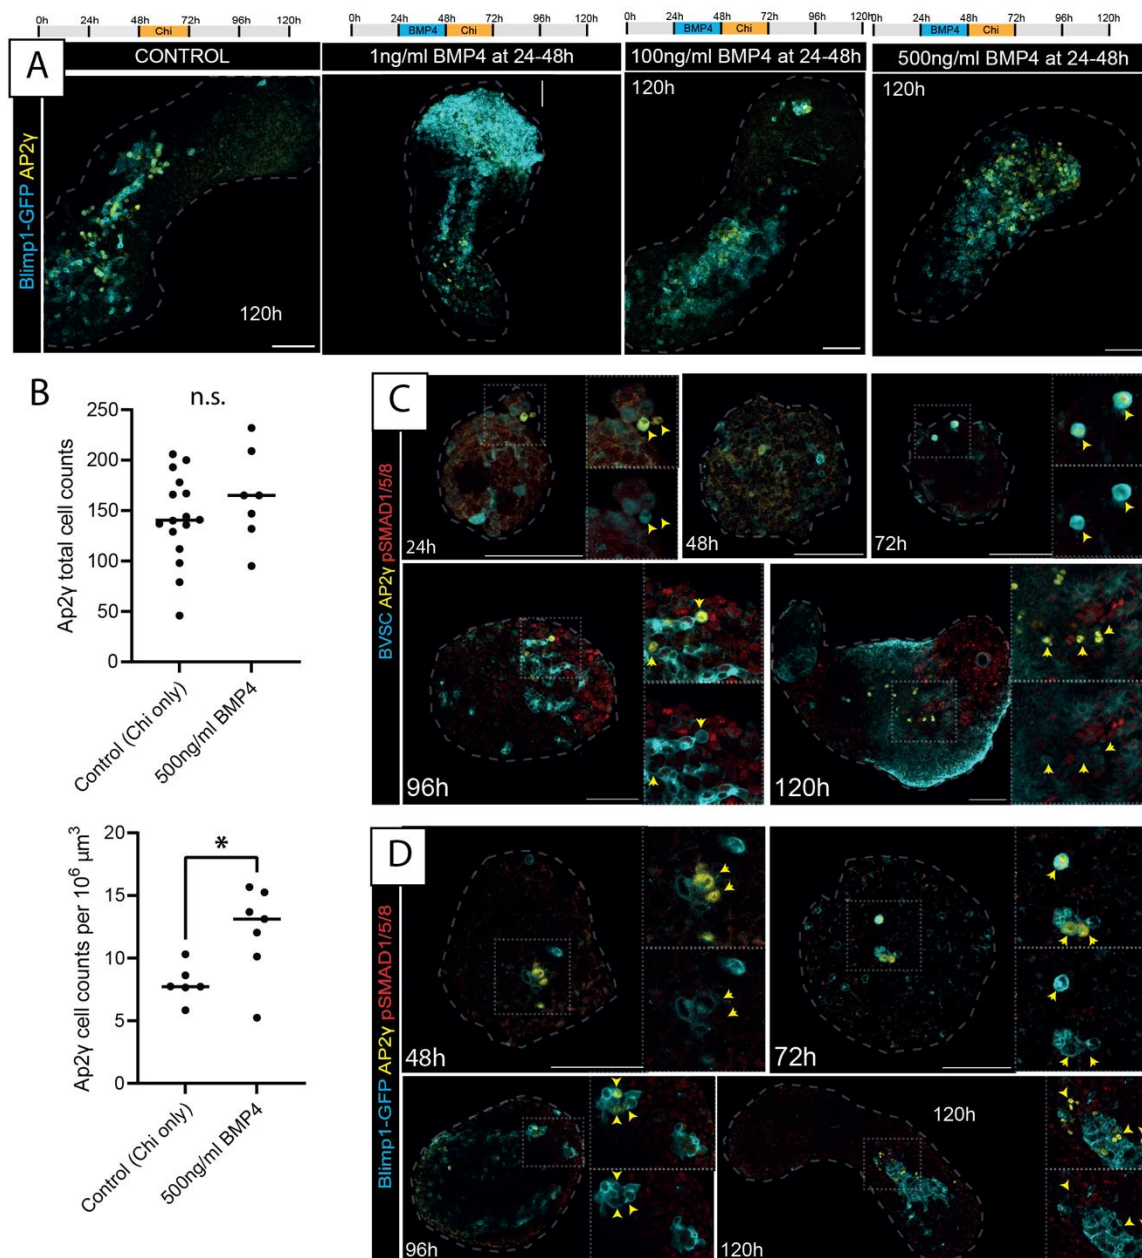 0h 24h 48h 72h 96h 120h
Chi
0h 24h 48h 72h 96h 120h
BMP4 Chi
0h 24h 48h 72h 96h 120h
BMP4 Chi
0h 24h 48h 72h 96h 120h
BMP4 Chi
A
CONTROL
1ng/ml BMP4 at 24-48h
100ng/ml BMP4 at 24-48h
500ng/ml BMP4 at 24-48h
Blimp1-GFP AP2γ
120h
120h
120h
B
n.s.
Ap2γ total cell counts
250
200
150
100
50
0
Control (Chi only)
500ng/ml BMP4
*
Ap2γ cell counts per 10⁶ µm³
20
15
10
5
0
Control (Chi only)
500ng/ml BMP4
C
BVSC AP2γ pSMAD1/5/8
24h
48h
72h
96h
120h
D
Blimp1-GFP AP2γ pSMAD1/5/8
48h
72h
96h
120h
120h